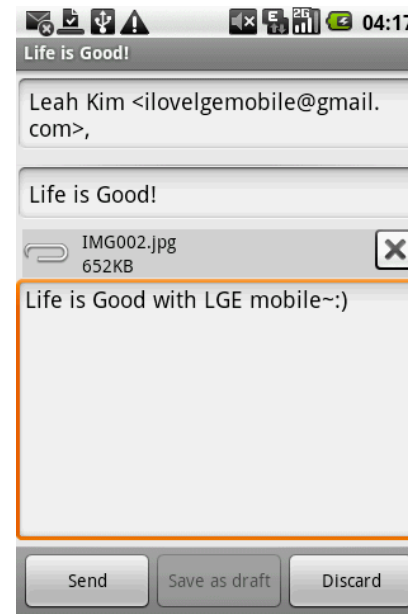 2G
04:17
Life is Good!
Leah Kim <ilovelgemobile@gmail.
com>,
Life is Good!
IMG002.jpg
652KB
Life is Good with LGE mobile~:)
Send
Save as draft
Discard